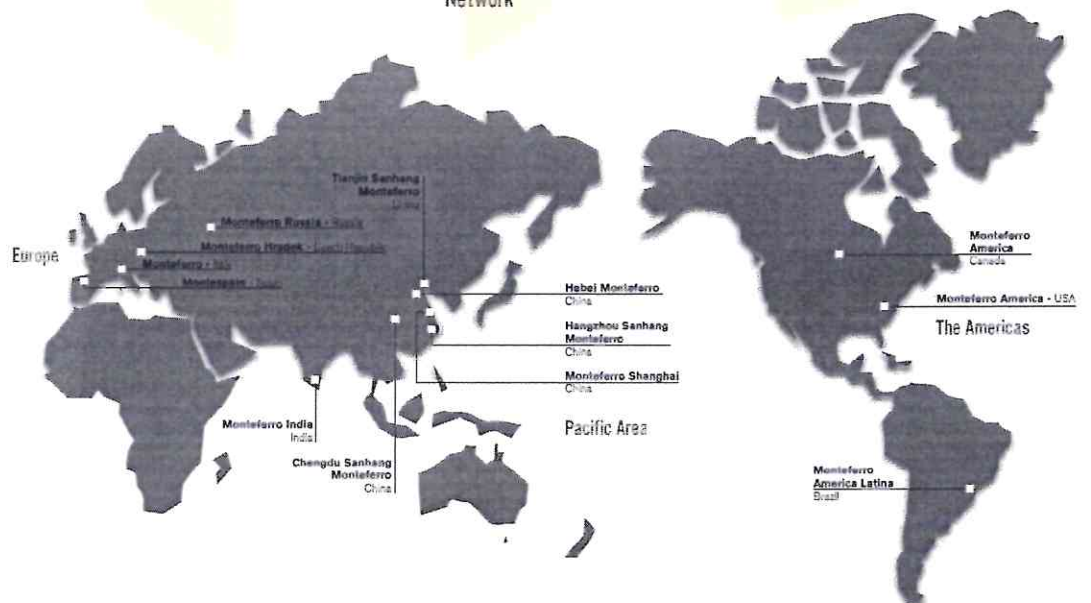 Network
Tianjin Sanhang
Monteferro
China
Monteferro Russia - Russia
Monteferro Hradek - Czech Republic
Europe
Monteferro - Italy
Montespain - Spain
Hebei Monteferro
China
Hangzhou Sanhang
Monteferro
China
Monteferro Shanghai
China
Pacific Area
Monteferro India
India
Chengdu Sanhang
Monteferro
China
Monteferro
America
Canada
Monteferro America - USA
The Americas
Monteferro
America Latina
Brazil